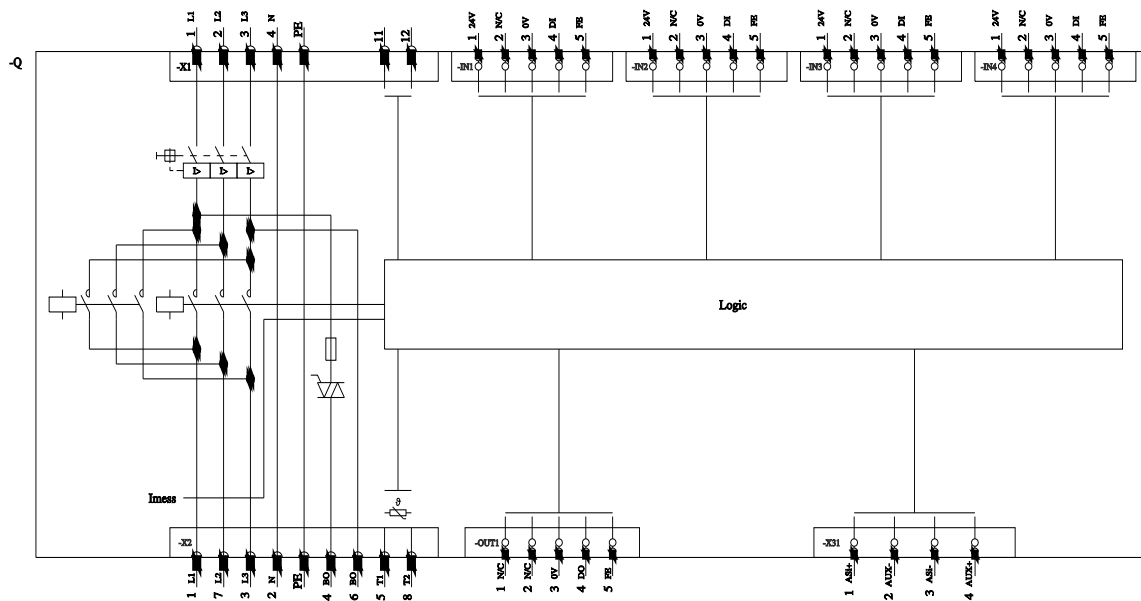 -Q
1 L1
2 L2
3 L3
4 N
PE
11
12
-X1
1 24V
2 N/C
3 0V
4 DI
5 FE
-IN1
1 24V
2 N/C
3 0V
4 DI
5 FE
-IN2
1 24V
2 N/C
3 0V
4 DI
5 FE
-IN3
1 24V
2 N/C
3 0V
4 DI
5 FE
-IN4
I>
I>
I>
Logic
Imess
ϑ
-X2
1 L1
7 L2
3 L3
2 N
PE
4 BO
6 BO
5 T1
8 T2
-OUT1
1 N/C
2 N/C
3 0V
4 DO
5 FE
-X31
1 ASi+
2 AUX-
3 ASi-
4 AUX+